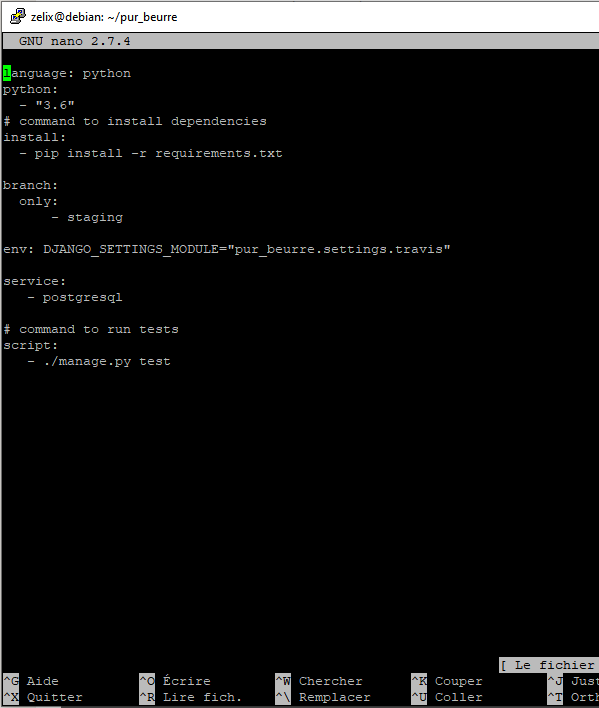 zelix@debian: ~/pur_beurre
GNU nano 2.7.4
language: python
python:
  - "3.6"
# command to install dependencies
install:
  - pip install -r requirements.txt
branch:
  only:
      - staging
env: DJANGO_SETTINGS_MODULE="pur_beurre.settings.travis"
service:
   - postgresql
# command to run tests
script:
   - ./manage.py test
[ Le fichier
^G Aide ^O Écrire ^W Chercher ^K Couper ^J Just
^X Quitter ^R Lire fich. ^\ Remplacer ^U Coller ^T Orth